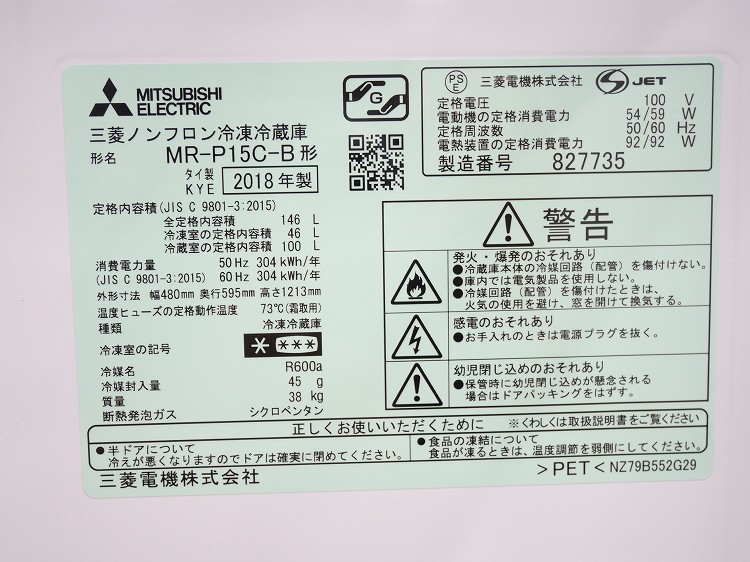 MITSUBISHI
ELECTRIC
G
三菱ノンフロン冷凍冷蔵庫
形名 MR-P15C-B 形
タイ製
KYE 2018年製
定格内容積(JIS C 9801-3:2015)
全定格内容積 146 L
冷凍室の定格内容積 46 L
冷蔵室の定格内容積 100 L
消費電力量 50 Hz 304 kWh/年
(JIS C 9801-3:2015) 60 Hz 304 kWh/年
外形寸法 幅480mm 奥行595mm 高さ1213mm
温度ヒューズの定格動作温度 73℃(霜取用)
種類 冷凍冷蔵庫
冷凍室の記号 * ***
冷媒名 R600a
冷媒封入量 45 g
質量 38 kg
断熱発泡ガス シクロペンタン
PSE 三菱電機株式会社 JET
定格電圧 100 V
電動機の定格消費電力 54/59 W
定格周波数 50/60 Hz
電熱装置の定格消費電力 92/92 W
製造番号 827735
警告
発火・爆発のおそれあり
●冷蔵庫本体の冷媒回路(配管)を傷付けない。
●庫内では電気製品を使用しない。
●冷媒回路(配管)を傷付けたときは、
火気の使用を避け、窓を開けて換気する。
感電のおそれあり
●お手入れのときは電源プラグを抜く。
幼児閉じ込めのおそれあり
●保管時に幼児閉じ込めが懸念される
場合はドアパッキングをはずす。
正しくお使いいただくために ※くわしくは取扱説明書をご覧ください
●半ドアについて
冷えが悪くなりますのでドアは確実に閉めてください。
●食品の凍結について
食品が凍るときは、温度調節を弱側にしてください。
三菱電機株式会社
>PET< NZ79B552G29